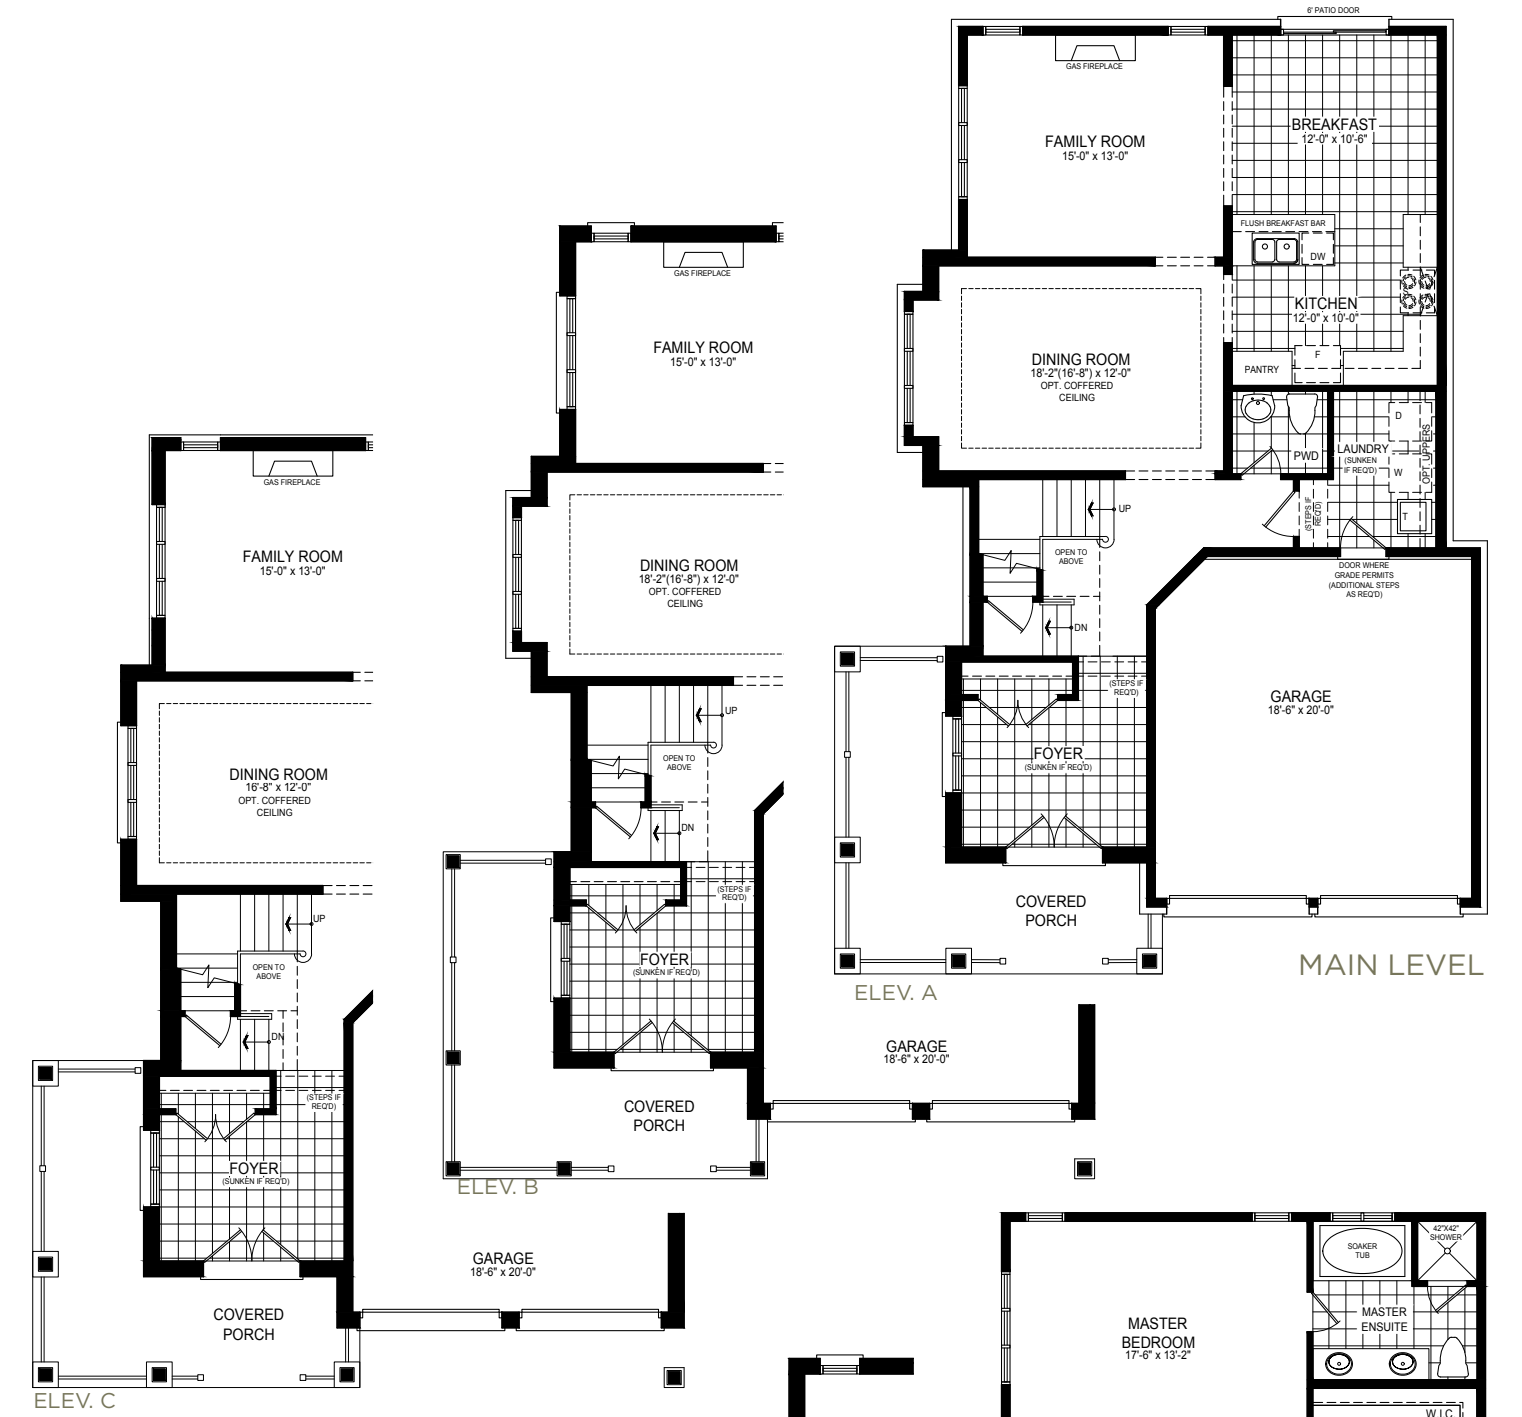 6' PATIO DOOR
GAS FIREPLACE
FAMILY ROOM
15'-0" x 13'-0"
BREAKFAST
12'-0" x 10'-6"
FLUSH BREAKFAST BAR
DW
KITCHEN
12'-0" x 10'-0"
F
PANTRY
DINING ROOM
18'-2"(16'-8") x 12'-0"
OPT. COFFERED
CEILING
PWD
D
LAUNDRY
(SUNKEN
IF REQ'D)
W
OPT. UPPERS
T
(STEPS IF
REQ'D)
UP
OPEN TO
ABOVE
DN
DOOR WHERE
GRADE PERMITS
(ADDITIONAL STEPS
AS REQ'D)
(STEPS IF
REQ'D)
GARAGE
18'-6" x 20'-0"
FOYER
(SUNKEN IF REQ'D)
COVERED
PORCH
MAIN LEVEL
ELEV. A
GAS FIREPLACE
FAMILY ROOM
15'-0" x 13'-0"
DINING ROOM
18'-2"(16'-8") x 12'-0"
OPT. COFFERED
CEILING
UP
OPEN TO
ABOVE
DN
(STEPS IF
REQ'D)
FOYER
(SUNKEN IF REQ'D)
GARAGE
18'-6" x 20'-0"
COVERED
PORCH
ELEV. B
GAS FIREPLACE
FAMILY ROOM
15'-0" x 13'-0"
DINING ROOM
16'-8" x 12'-0"
OPT. COFFERED
CEILING
UP
OPEN TO
ABOVE
DN
(STEPS IF
REQ'D)
FOYER
(SUNKEN IF REQ'D)
GARAGE
18'-6" x 20'-0"
COVERED
PORCH
ELEV. C
SOAKER
TUB
42"X42"
SHOWER
MASTER
ENSUITE
MASTER
BEDROOM
17'-6" x 13'-2"
W.I.C.